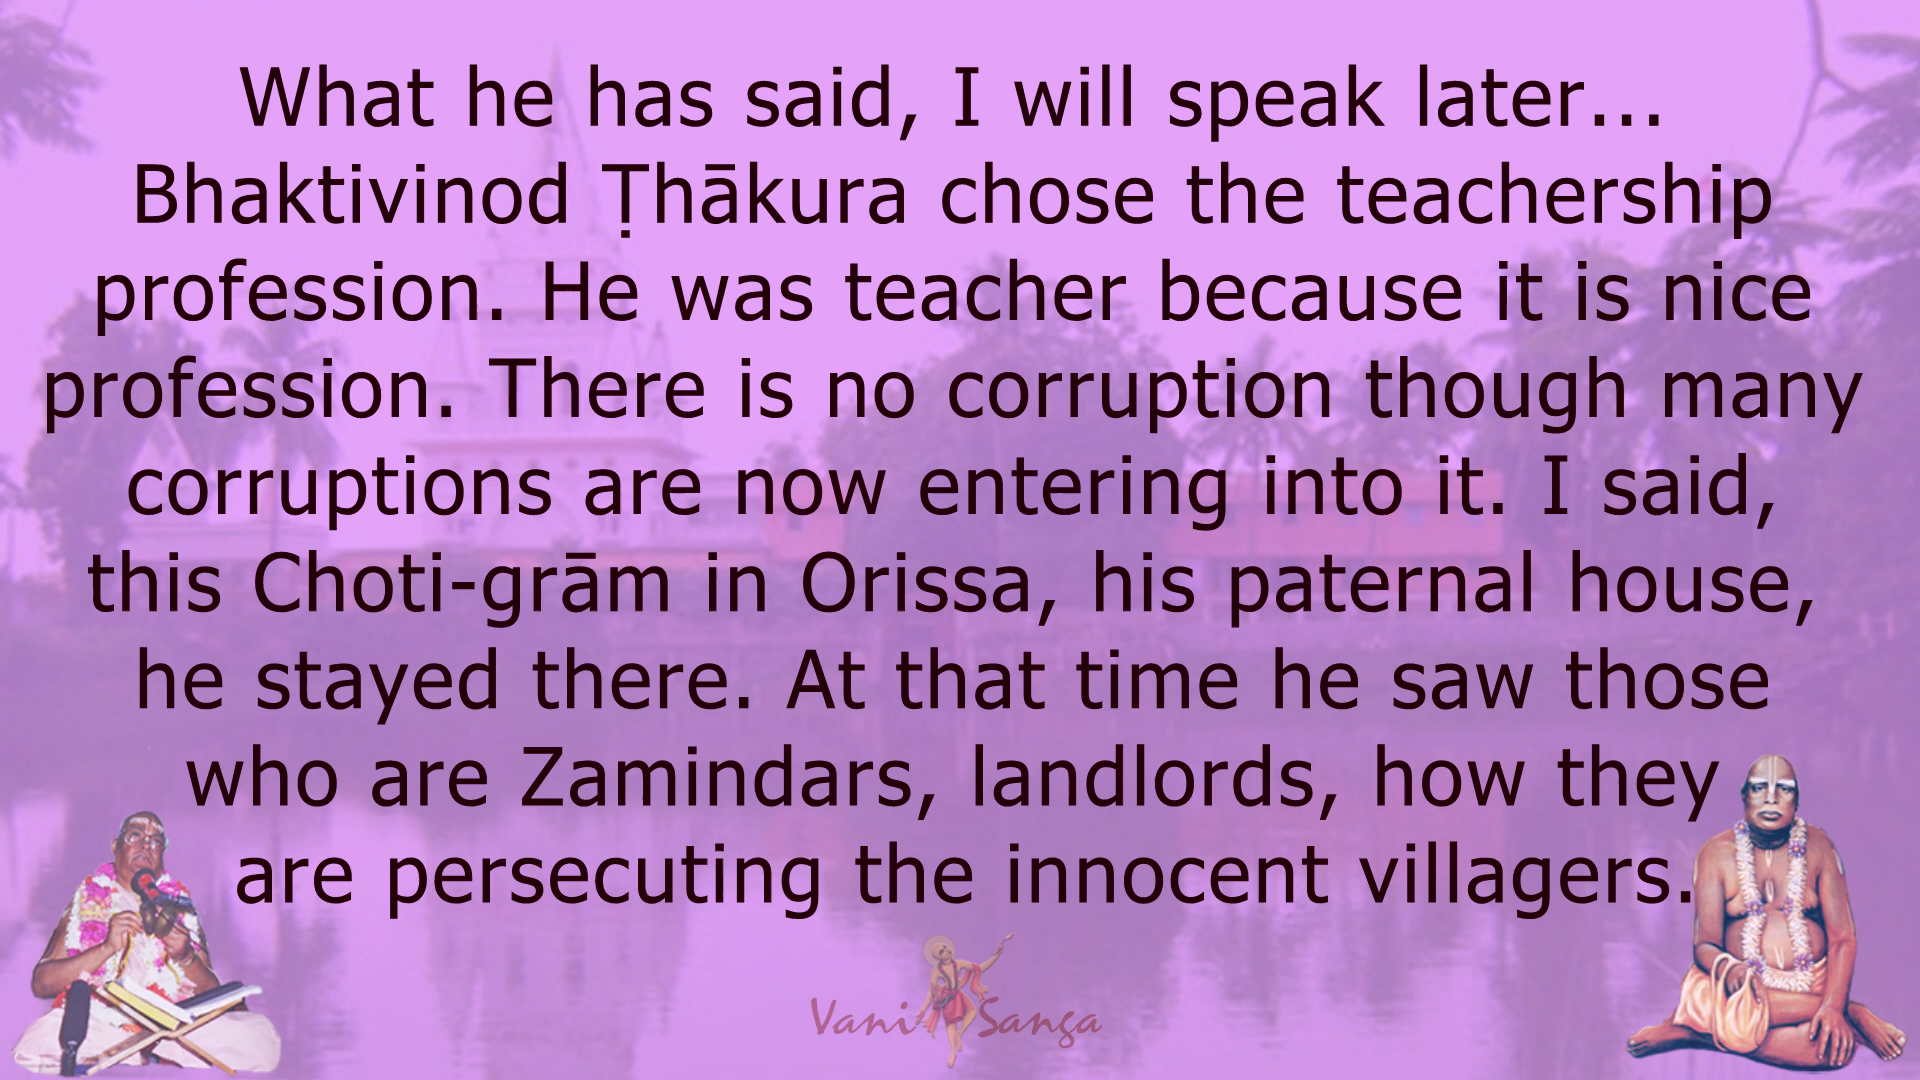 What he has said, I will speak later...
Bhaktivinod Ṭhākura chose the teachership
profession. He was teacher because it is nice
profession. There is no corruption though many
corruptions are now entering into it. I said,
this Choti-grām in Orissa, his paternal house,
he stayed there. At that time he saw those
who are Zamindars, landlords, how they
are persecuting the innocent villagers.
Vani Sanga